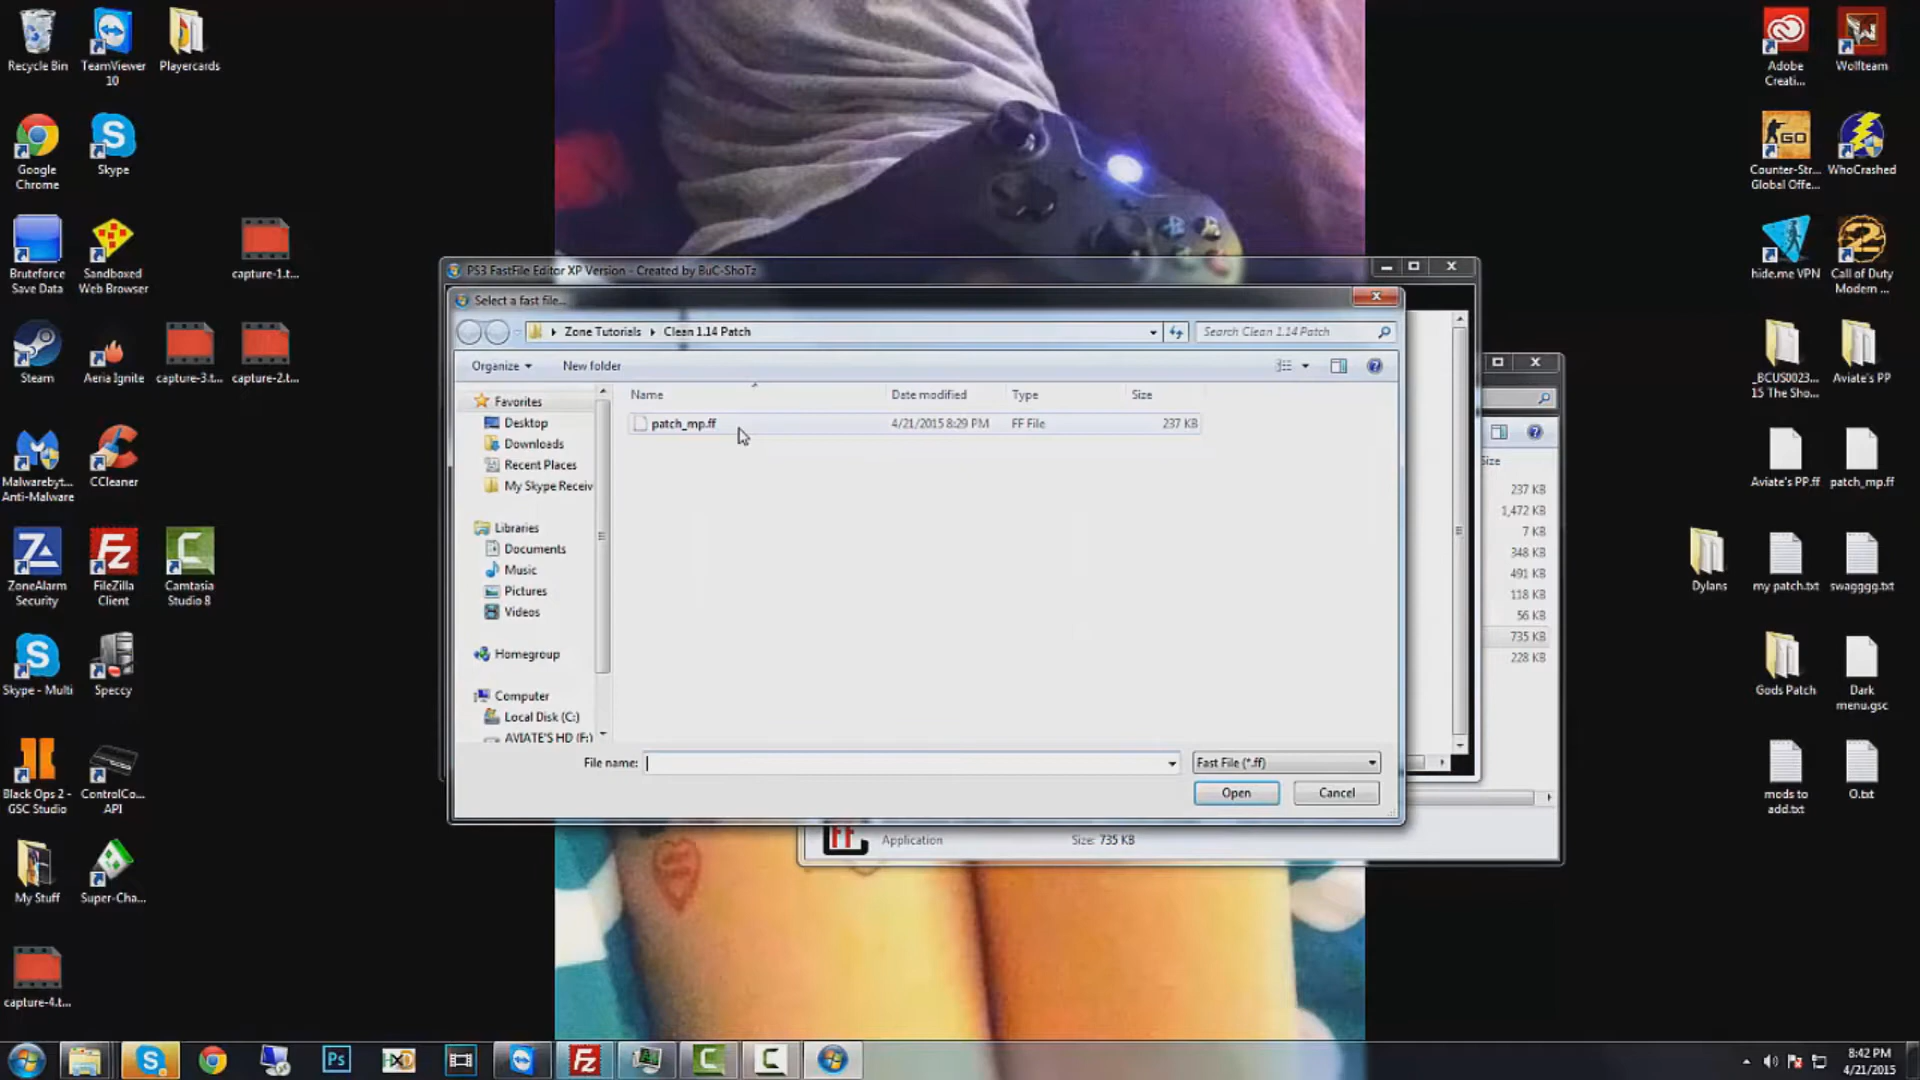 Recycle Bin
TeamViewer
10
Playercards
Google
Chrome
Skype
Bruteforce
Save Data
Sandboxed
Web Browser
capture-1.t...
Steam
Aeria Ignite
capture-3.t...
capture-2.t...
Malwarebyt...
Anti-Malware
CCleaner
ZoneAlarm
Security
FileZilla
Client
Camtasia
Studio 8
Skype - Multi
Speccy
Black Ops 2 -
GSC Studio
ControlCo...
API
My Stuff
Super-Cha...
capture-4.t...
PS3 FastFile Editor XP Version - Created by BuC-ShoTz
Select a fast file...
Zone Tutorials
Clean 1.14 Patch
Search Clean 1.14 Patch
Organize
New folder
Name
Date modified
Type
Size
patch_mp.ff
4/21/2015 8:29 PM
FF File
237 KB
Favorites
Desktop
Downloads
Recent Places
My Skype Receiv
Libraries
Documents
Music
Pictures
Videos
Homegroup
Computer
Local Disk (C:)
AVIATE'S HD (F:)
File name:
Fast File (*.ff)
Open
Cancel
Size
237 KB
1,472 KB
7 KB
348 KB
491 KB
118 KB
56 KB
735 KB
228 KB
ff
Application
Size: 735 KB
Adobe
Creati...
Wolfteam
GO
Counter-Str...
Global Offe...
WhoCrashed
hide.me VPN
Call of Duty
Modern ...
_BCUS0023...
15 The Sho...
Aviate's PP
Aviate's PP.ff
patch_mp.ff
Dylans
my patch.txt
swagggg.txt
Gods Patch
Dark
menu.gsc
mods to
add.txt
O.txt
Ps
HXD
Fz
8:42 PM
4/21/2015